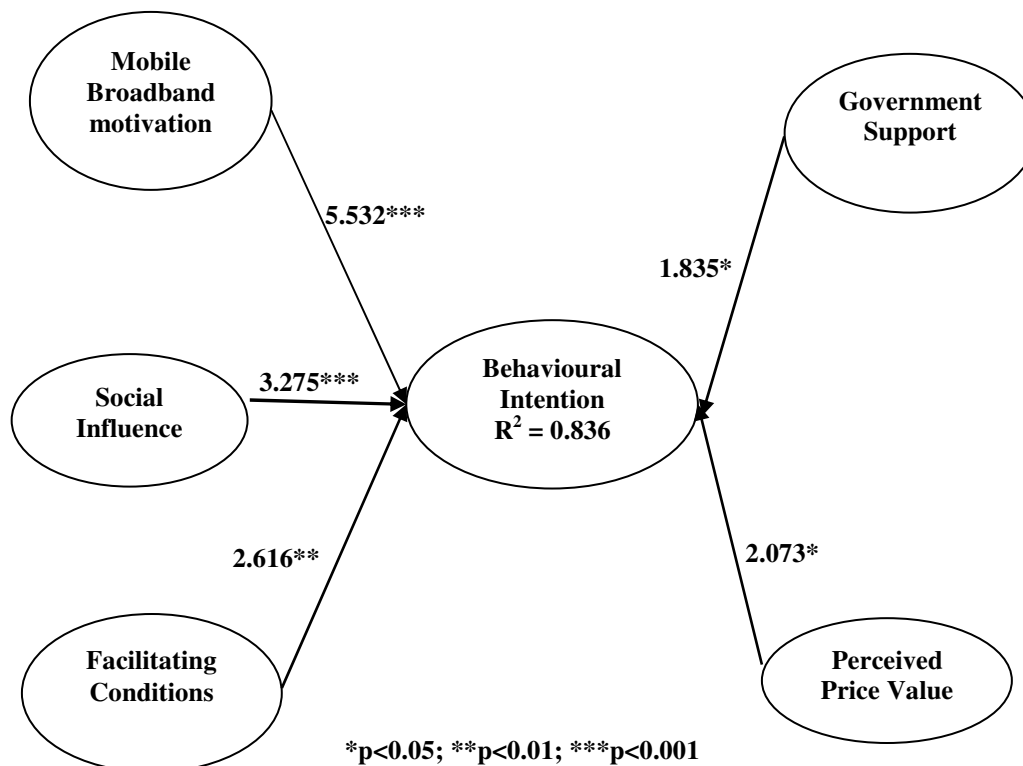 Mobile
Broadband
motivation
Government
Support
5.532***
1.835*
Social
Influence
3.275***
Behavioural
Intention
R² = 0.836
2.616**
2.073*
Facilitating
Conditions
Perceived
Price Value
*p<0.05; **p<0.01; ***p<0.001